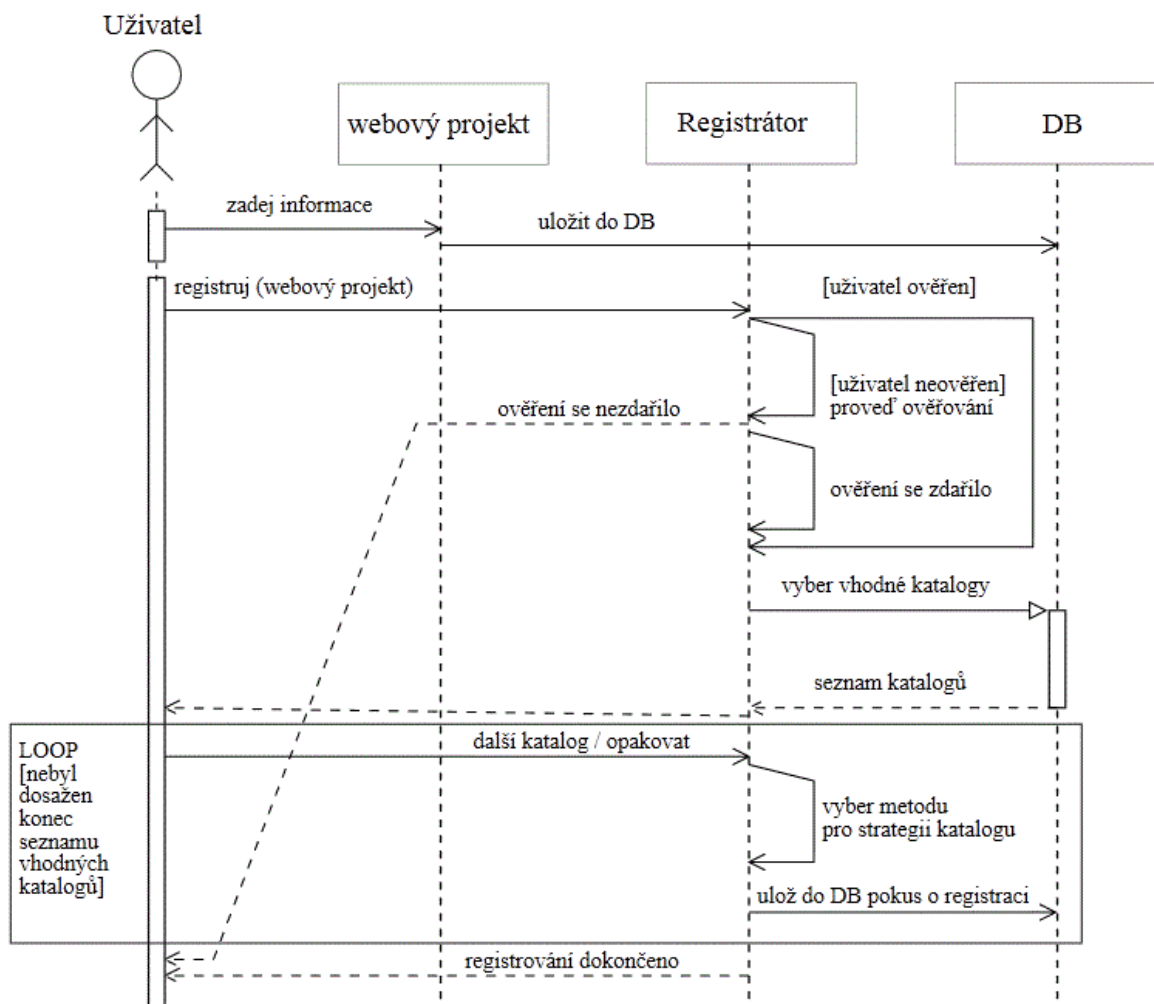 Uživatel
webový projekt
Registrátor
DB
zadej informace
uložit do DB
registruj (webový projekt)
[uživatel ověřen]
[uživatel neověřen]
proveď ověřování
ověření se nezdařilo
ověření se zdařilo
vyber vhodné katalogy
seznam katalogů
LOOP
[nebyl
dosažen
konec
seznamu
vhodných
katalogů]
další katalog / opakovat
vyber metodu
pro strategii katalogu
ulož do DB pokus o registraci
registrování dokončeno